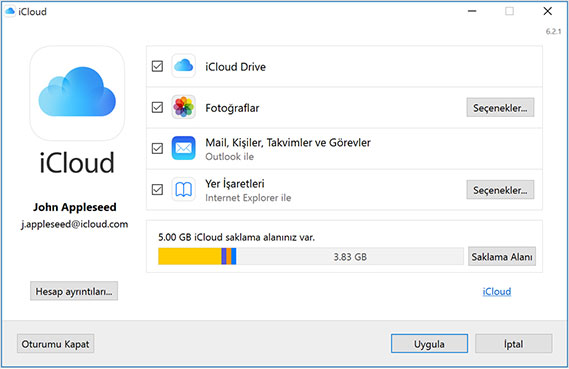 iCloud
6.2.1
iCloud
John Appleseed
j.appleseed@icloud.com
Hesap ayrıntıları...
iCloud Drive
Fotoğraflar
Seçenekler...
Mail, Kişiler, Takvimler ve Görevler
Outlook ile
Yer İşaretleri
Internet Explorer ile
Seçenekler...
5.00 GB iCloud saklama alanınız var.
3.83 GB
Saklama Alanı
iCloud
Oturumu Kapat
Uygula
İptal